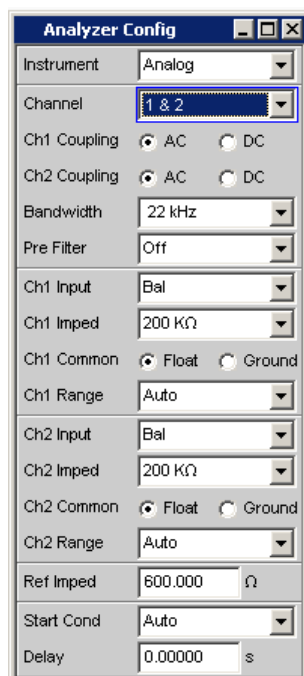 Analyzer Config
Instrument Analog
Channel 1 & 2
Ch1 Coupling AC DC
Ch2 Coupling AC DC
Bandwidth 22 kHz
Pre Filter Off
Ch1 Input Bal
Ch1 Imped 200 KΩ
Ch1 Common Float Ground
Ch1 Range Auto
Ch2 Input Bal
Ch2 Imped 200 KΩ
Ch2 Common Float Ground
Ch2 Range Auto
Ref Imped 600.000 Ω
Start Cond Auto
Delay 0.00000 s